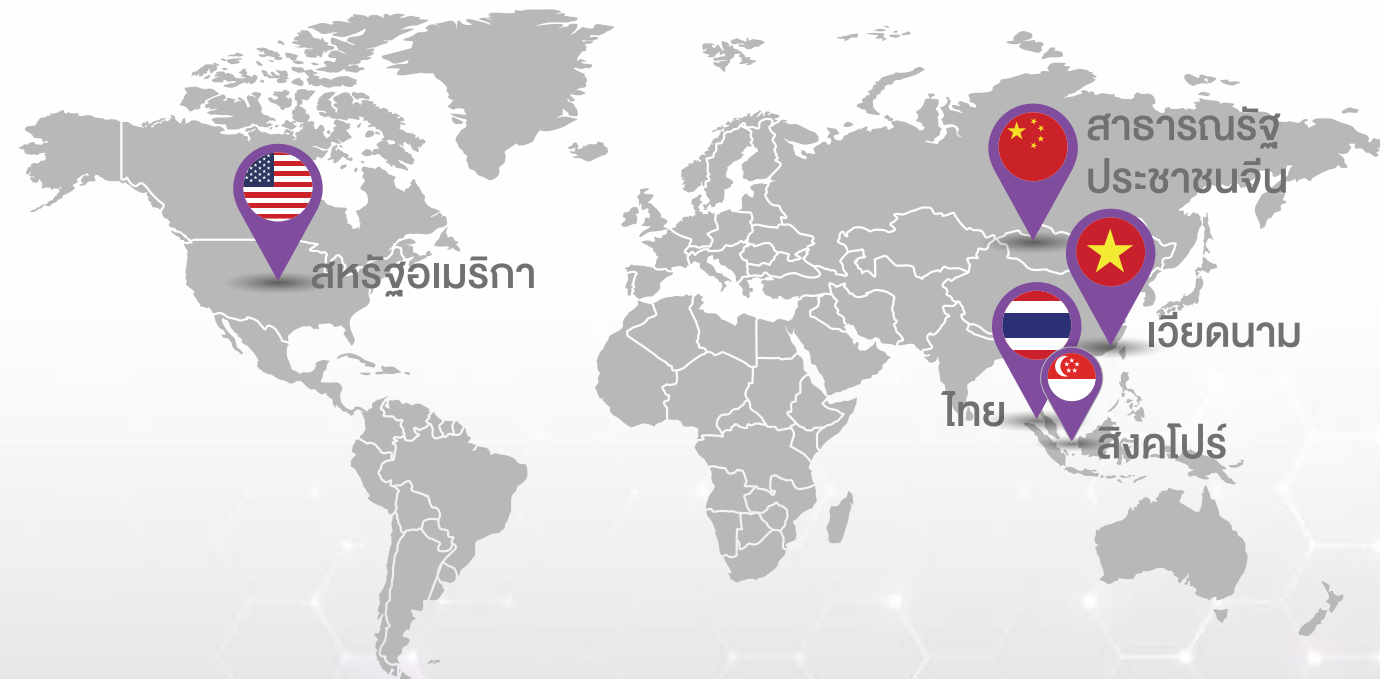 สาธารณรัฐ
ประชาชนจีน
สหรัฐอเมริกา
เวียดนาม
ไทย
สิงคโปร์